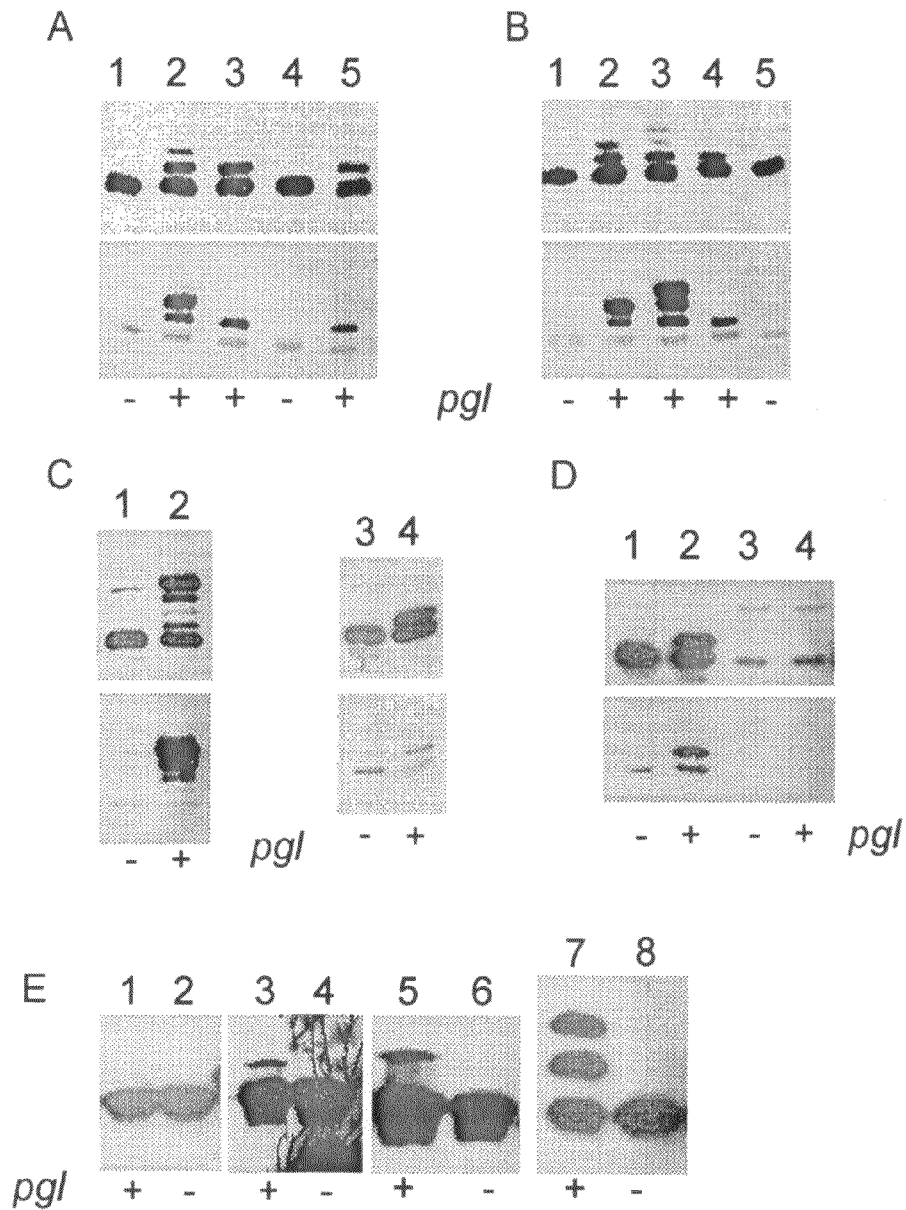 A
1 2 3 4 5
- + + - +
B
1 2 3 4 5
pgl - + + + -
C
1 2
3 4
- + pgl - +
D
1 2 3 4
- + - + pgl
E
1 2 3 4 5 6 7 8
pgl + - + - + - + -